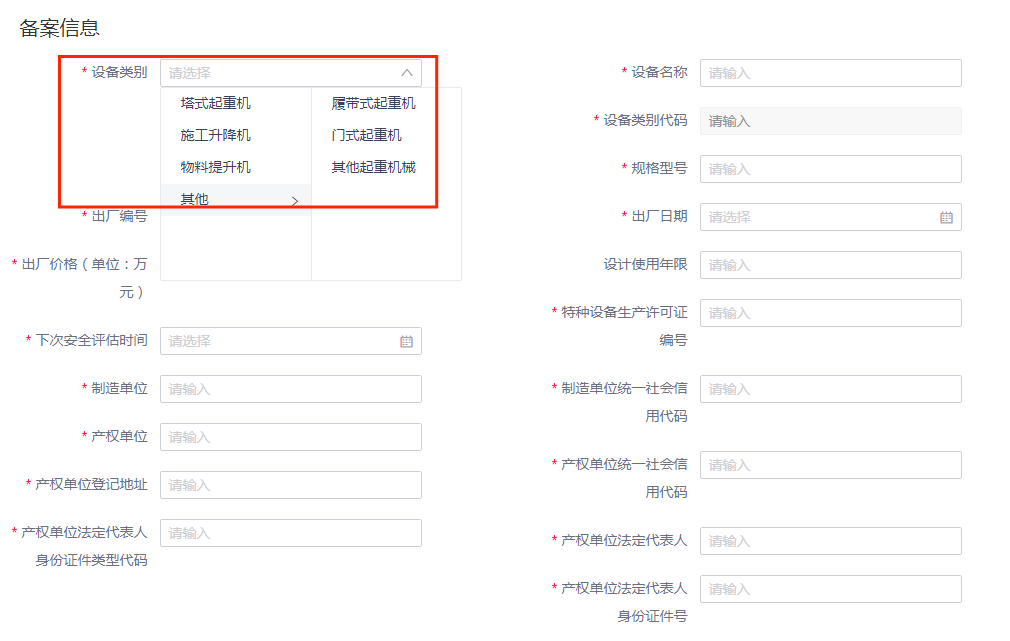 备案信息
* 设备类别
请选择
塔式起重机
施工升降机
物料提升机
其他
履带式起重机
门式起重机
其他起重机械
* 出厂编号
* 出厂价格（单位：万
元）
* 下次安全评估时间
请选择
* 制造单位
请输入
* 产权单位
请输入
* 产权单位登记地址
请输入
* 产权单位法定代表人
身份证件类型代码
请输入
* 设备名称
请输入
* 设备类别代码
请输入
* 规格型号
请输入
* 出厂日期
请选择
设计使用年限
请输入
* 特种设备生产许可证
编号
请输入
* 制造单位统一社会信
用代码
请输入
* 产权单位统一社会信
用代码
请输入
* 产权单位法定代表人
请输入
* 产权单位法定代表人
身份证件号
请输入